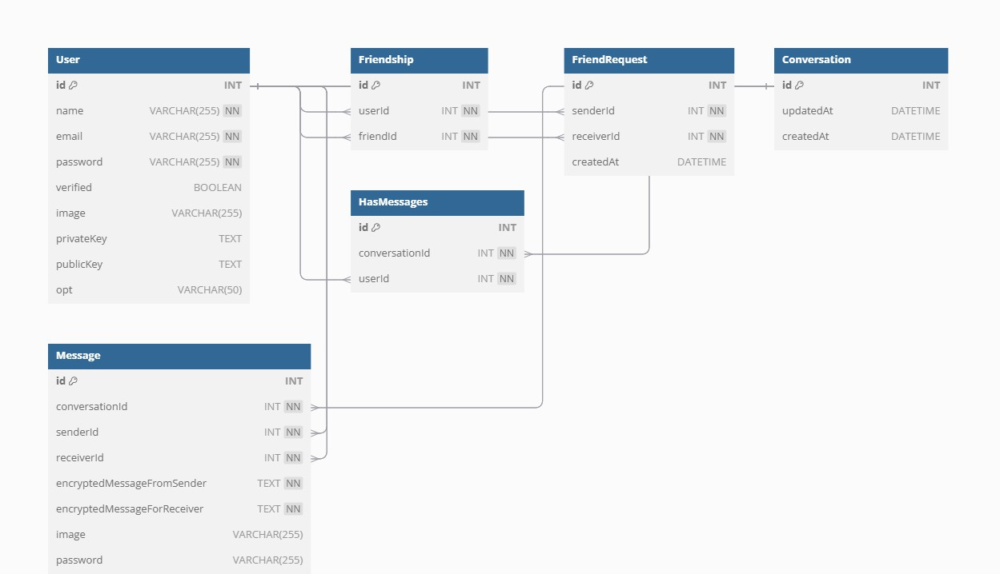 User
id INT
name VARCHAR(255) NN
email VARCHAR(255) NN
password VARCHAR(255) NN
verified BOOLEAN
image VARCHAR(255)
privateKey TEXT
publicKey TEXT
opt VARCHAR(50)
Friendship
id INT
userId INT NN
friendId INT NN
FriendRequest
id INT
senderId INT NN
receiverId INT NN
createdAt DATETIME
Conversation
id INT
updatedAt DATETIME
createdAt DATETIME
HasMessages
id INT
conversationId INT NN
userId INT NN
Message
id INT
conversationId INT NN
senderId INT NN
receiverId INT NN
encryptedMessageFromSender TEXT NN
encryptedMessageForReceiver TEXT NN
image VARCHAR(255)
password VARCHAR(255)